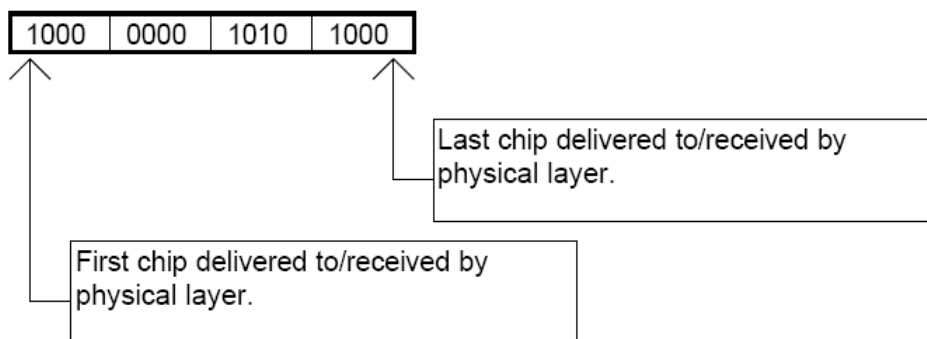 1000 0000 1010 1000
Last chip delivered to/received by
physical layer.
First chip delivered to/received by
physical layer.